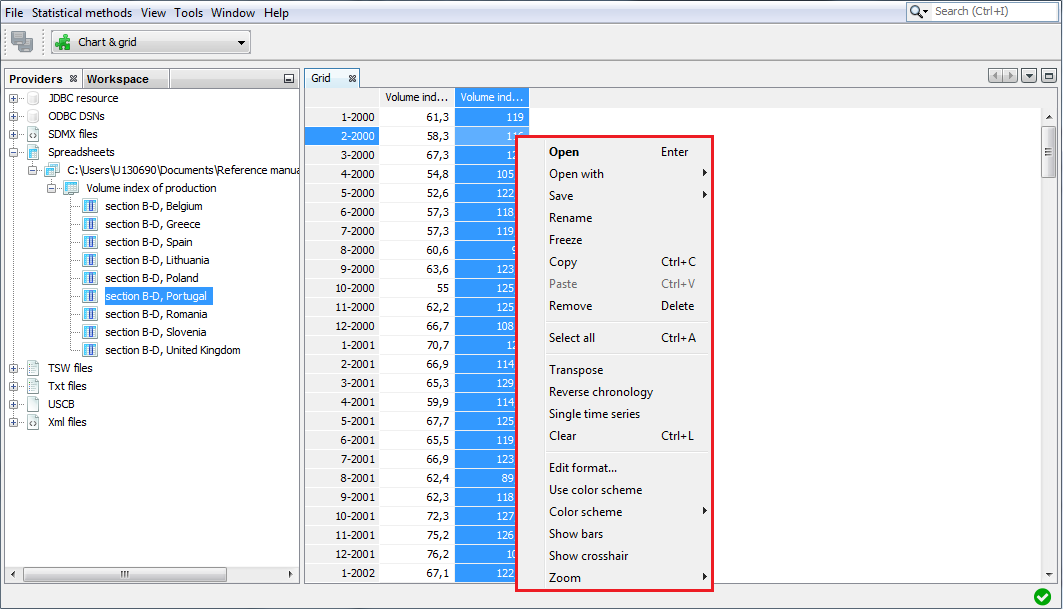 File Statistical methods View Tools Window Help
Search (Ctrl+I)
Chart & grid
Providers Workspace
JDBC resource
ODBC DSNs
SDMX files
Spreadsheets
C:\Users\U130690\Documents\Reference manua
Volume index of production
section B-D, Belgium
section B-D, Greece
section B-D, Spain
section B-D, Lithuania
section B-D, Poland
section B-D, Portugal
section B-D, Romania
section B-D, Slovenia
section B-D, United Kingdom
TSW files
Txt files
USCB
Xml files
Grid
Volume ind... Volume ind...
1-2000 61,3 119
2-2000 58,3
3-2000 67,3
4-2000 54,8 105
5-2000 52,6 122
6-2000 57,3 118
7-2000 57,3 119
8-2000 60,6
9-2000 63,6 123
10-2000 55 125
11-2000 62,2 125
12-2000 66,7 108
1-2001 70,7
2-2001 66,9 114
3-2001 65,3 129
4-2001 59,9 114
5-2001 67,7 125
6-2001 65,5 119
7-2001 66,9 123
8-2001 62,4 89
9-2001 62,3 118
10-2001 72,3 127
11-2001 75,2 126
12-2001 76,2
1-2002 67,1 122
Open Enter
Open with
Save
Rename
Freeze
Copy Ctrl+C
Paste Ctrl+V
Remove Delete
Select all Ctrl+A
Transpose
Reverse chronology
Single time series
Clear Ctrl+L
Edit format...
Use color scheme
Color scheme
Show bars
Show crosshair
Zoom